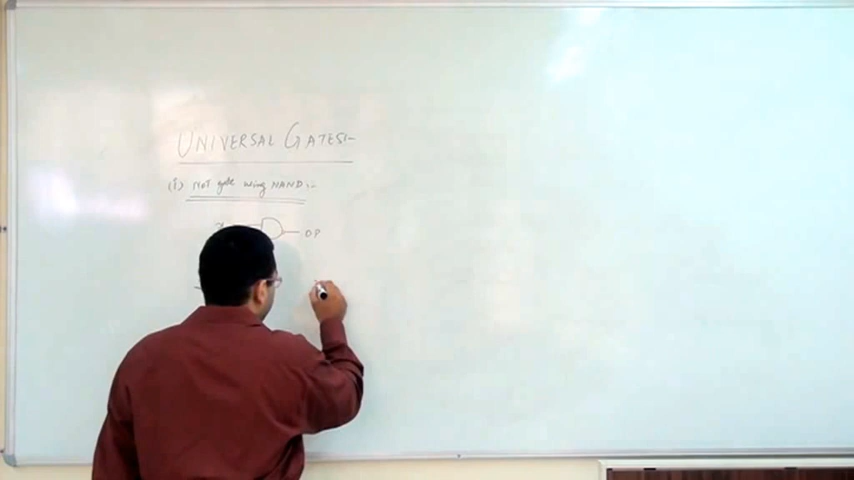 UNIVERSAL GATES:-
(i) NOT gate using NAND:-
OP